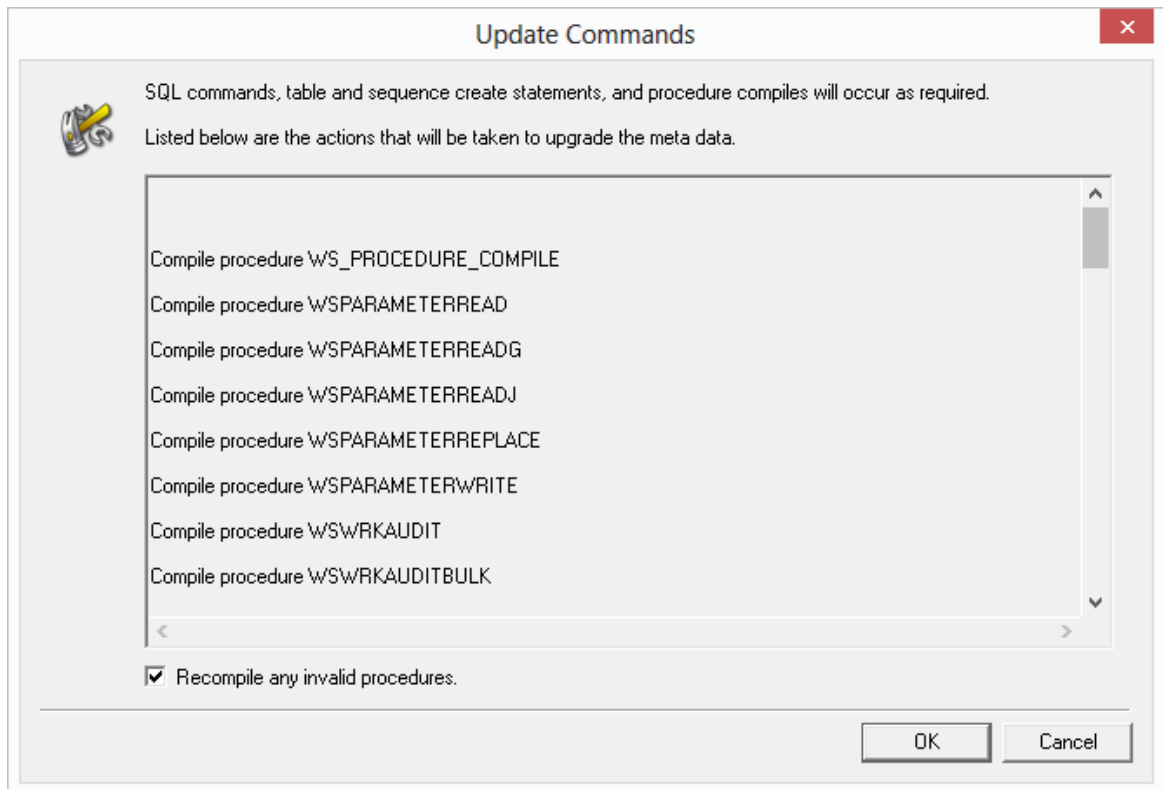 Update Commands
SQL commands, table and sequence create statements, and procedure compiles will occur as required.
Listed below are the actions that will be taken to upgrade the meta data.
Compile procedure WS_PROCEDURE_COMPILE
Compile procedure WSPARAMETERREAD
Compile procedure WSPARAMETERREADG
Compile procedure WSPARAMETERREADJ
Compile procedure WSPARAMETERREPLACE
Compile procedure WSPARAMETERWRITE
Compile procedure WSWRKAUDIT
Compile procedure WSWRKAUDITBULK
Recompile any invalid procedures.
OK Cancel